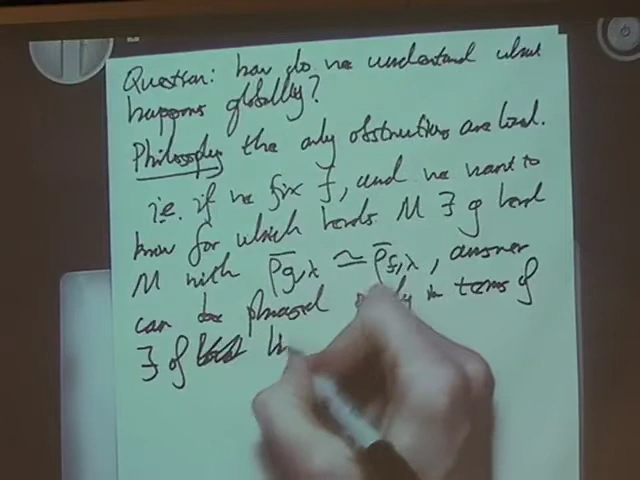 Question: how do we understand what
happens globally?
Philosophy the only obstructions are local.
i.e. if we fix f, and we want to
know for which levels M ∃ g level
M with ρ̄g,λ ≃ ρ̄f,λ, answer
can be phrased in terms of
∃ of